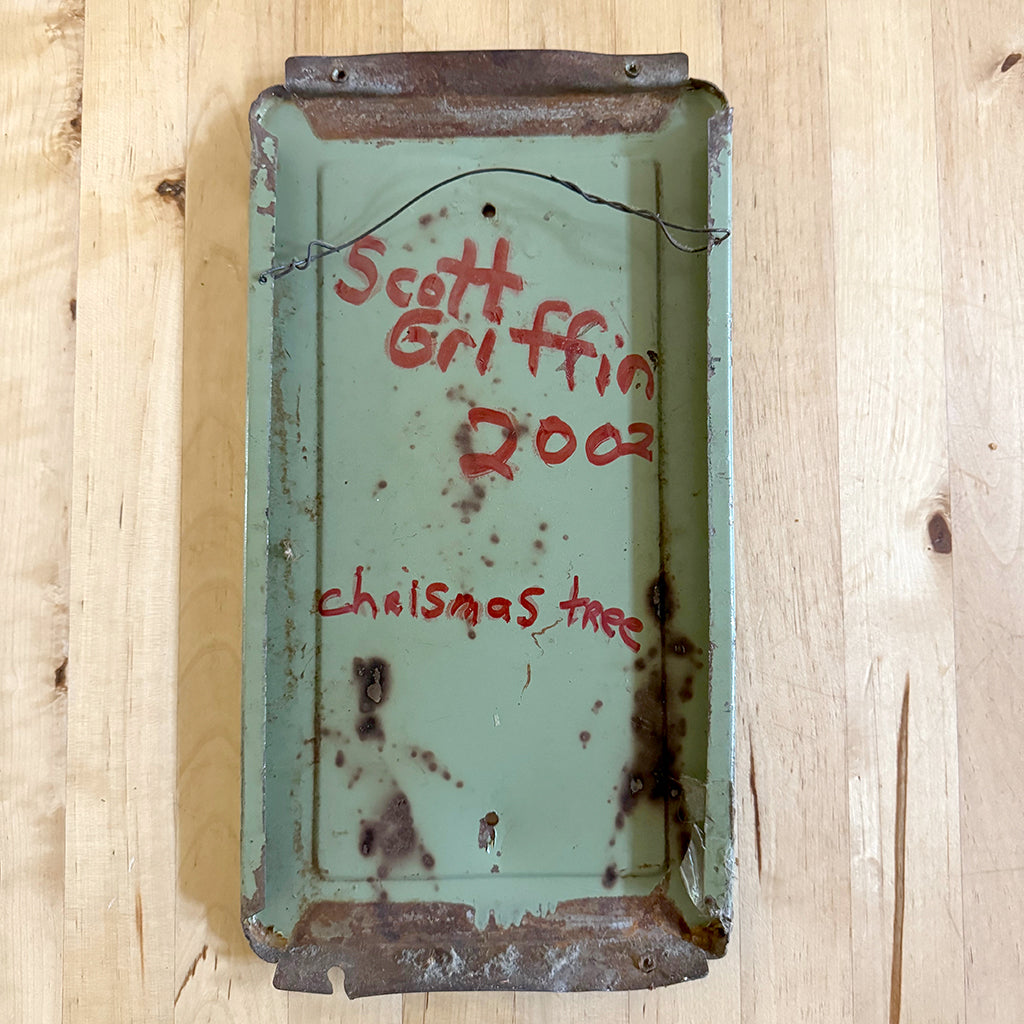 Scott
Griffin
2002
chrismas tree